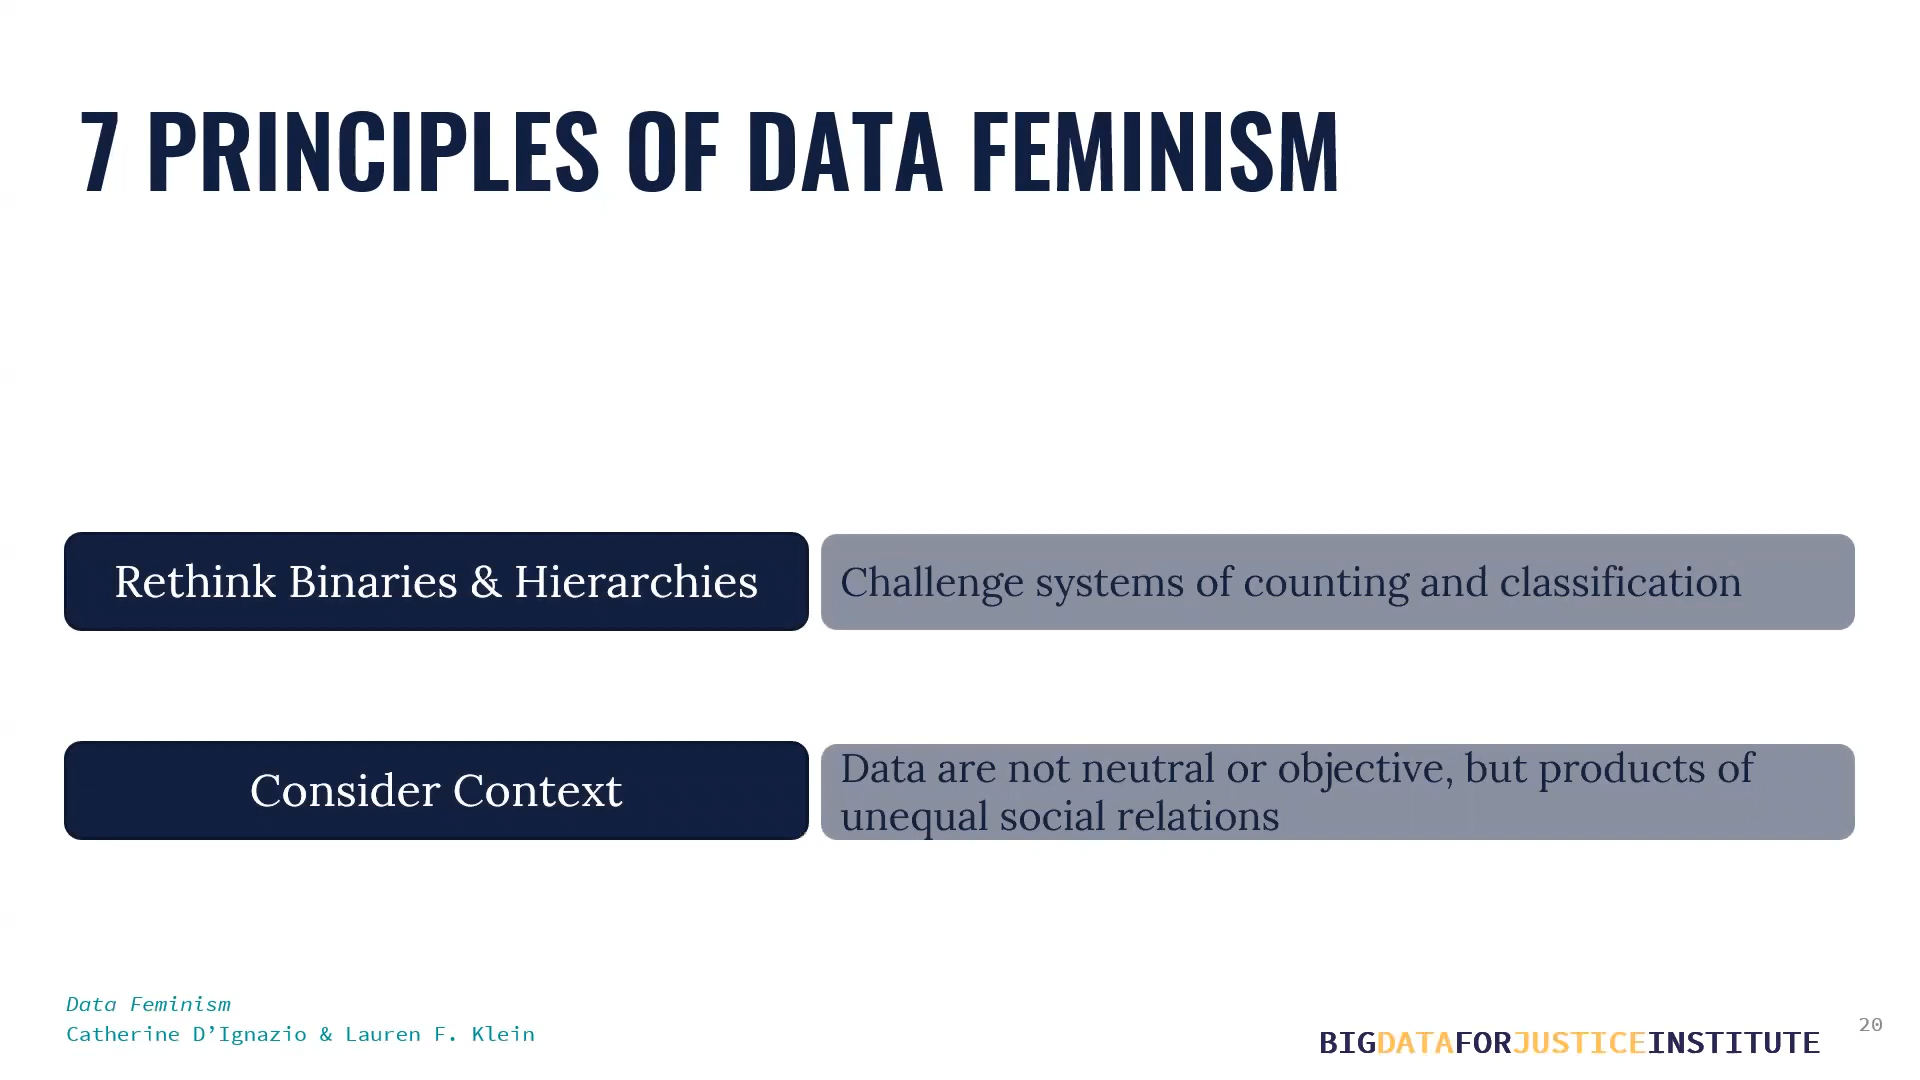 7 PRINCIPLES OF DATA FEMINISM
Rethink Binaries & Hierarchies
Challenge systems of counting and classification
Consider Context
Data are not neutral or objective, but products of
unequal social relations
Data Feminism
Catherine D’Ignazio & Lauren F. Klein
BIGDATAFORJUSTICEINSTITUTE
20